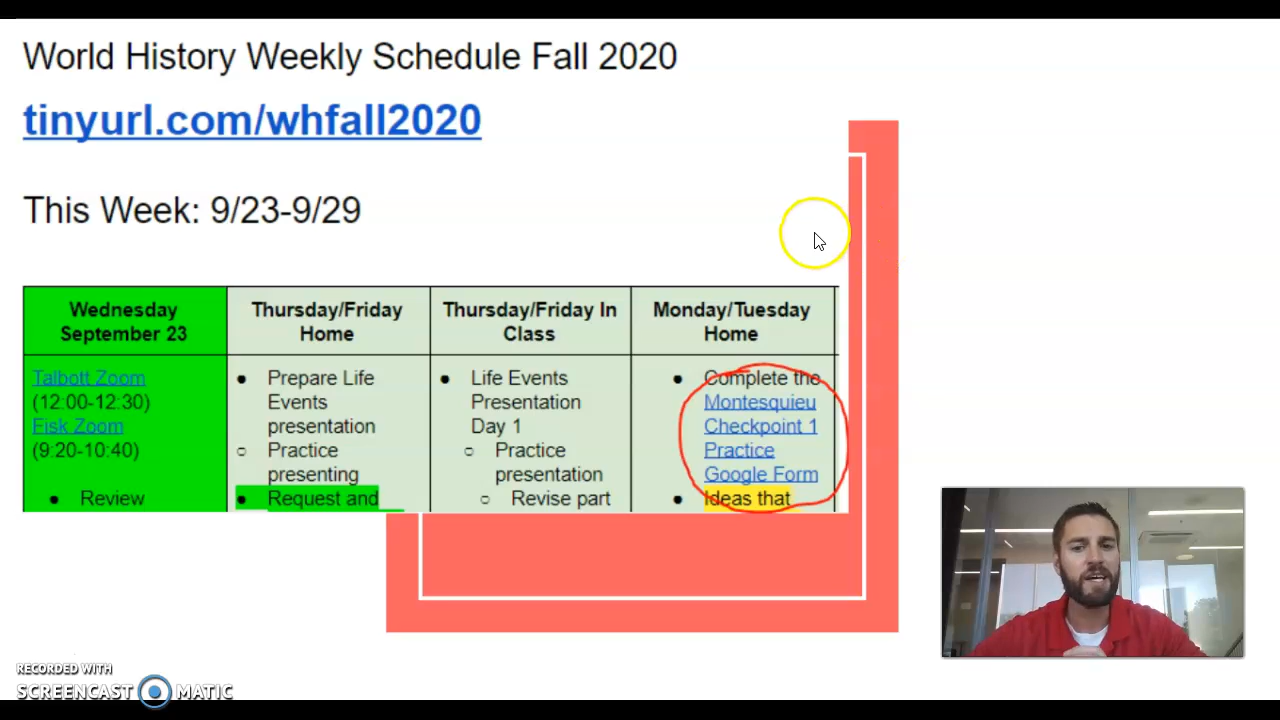 World History Weekly Schedule Fall 2020
tinyurl.com/whfall2020
This Week: 9/23-9/29
Wednesday
September 23
Thursday/Friday
Home
Thursday/Friday In
Class
Monday/Tuesday
Home
Talbott Zoom
(12:00-12:30)
Fisk Zoom
(9:20-10:40)
● Review
● Prepare Life
Events
presentation
○ Practice
presenting
● Request and
● Life Events
Presentation
Day 1
○ Practice
presentation
○ Revise part
● Complete the
Montesquieu
Checkpoint 1
Practice
Google Form
● Ideas that
RECORDED WITH
SCREENCAST MATIC